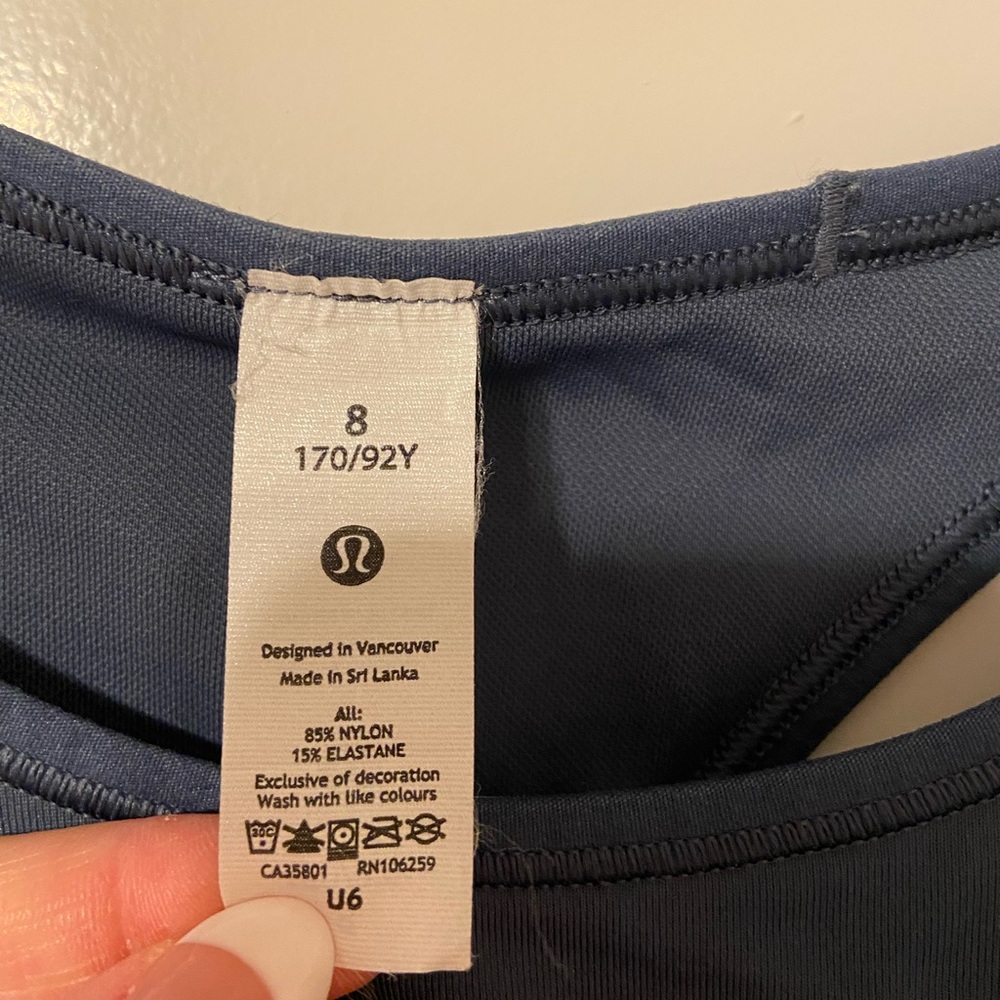 8
170/92Y
Designed in Vancouver
Made in Sri Lanka
All:
85% NYLON
15% ELASTANE
Exclusive of decoration
Wash with like colours
30C
CA35801 RN106259
U6